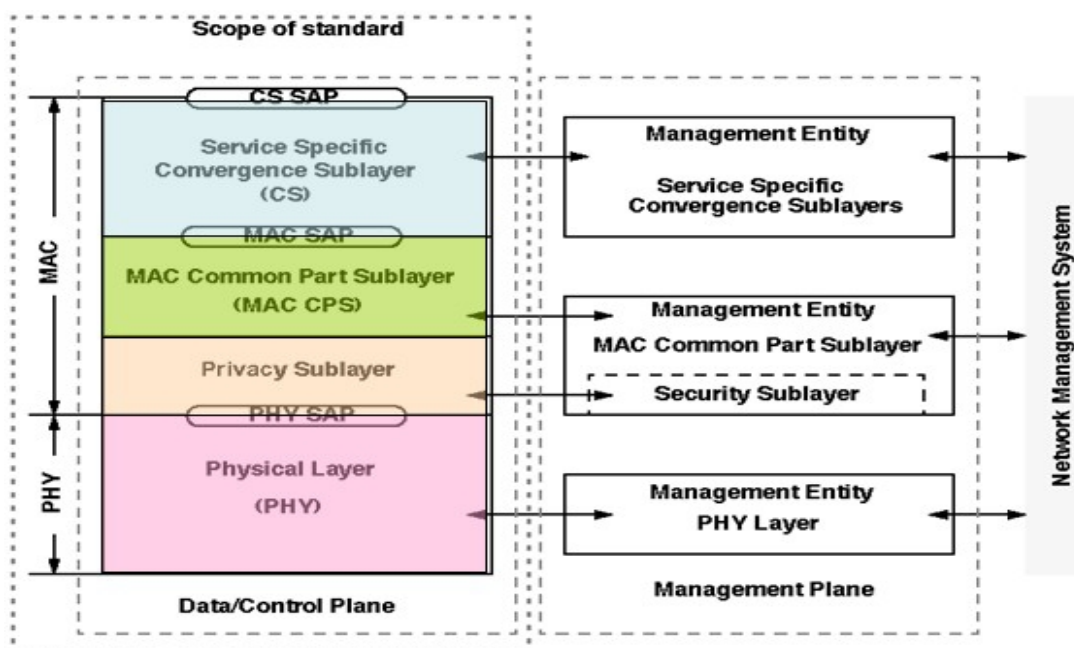 Scope of standard
CS SAP
Service Specific
Convergence Sublayer
(CS)
MAC SAP
MAC Common Part Sublayer
(MAC CPS)
Privacy Sublayer
PHY SAP
Physical Layer
(PHY)
Data/Control Plane
MAC
PHY
Management Entity
Service Specific
Convergence Sublayers
Management Entity
MAC Common Part Sublayer
Security Sublayer
Management Entity
PHY Layer
Management Plane
Network Management System